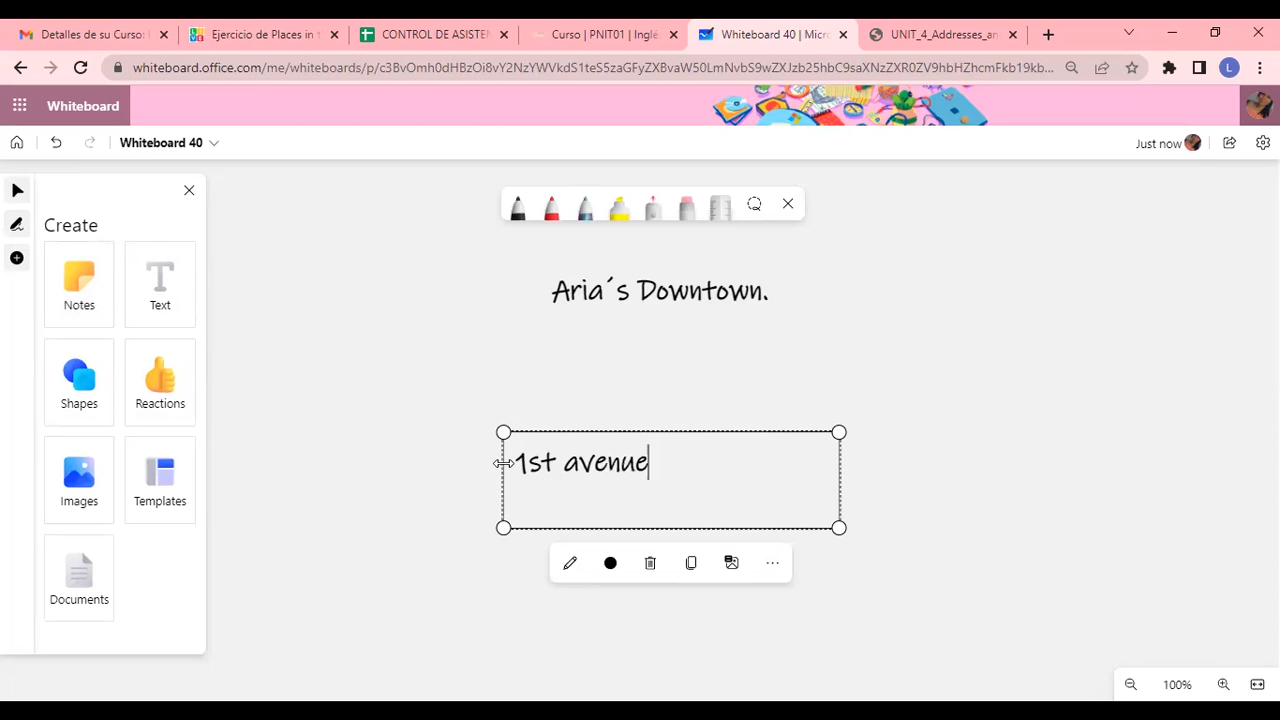 Detalles de su Curso:
Ejercicio de Places in t
CONTROL DE ASISTEN
Curso | PNIT01 | Ingle
Whiteboard 40 | Micro
UNIT_4_Addresses_an
whiteboard.office.com/me/whiteboards/p/c3BvOmh0dHBzOi8vY2NzYWVkdS1teS5zaGFyZXBvaW50LmNvbS9wZXJzb25hbC9saXNzZXR0ZV9hbHZhcmFkb19kb...
L
Whiteboard
Whiteboard 40
Just now
Create
Notes
Text
Shapes
Reactions
Images
Templates
Documents
Aria´s Downtown.
1st avenue
100%